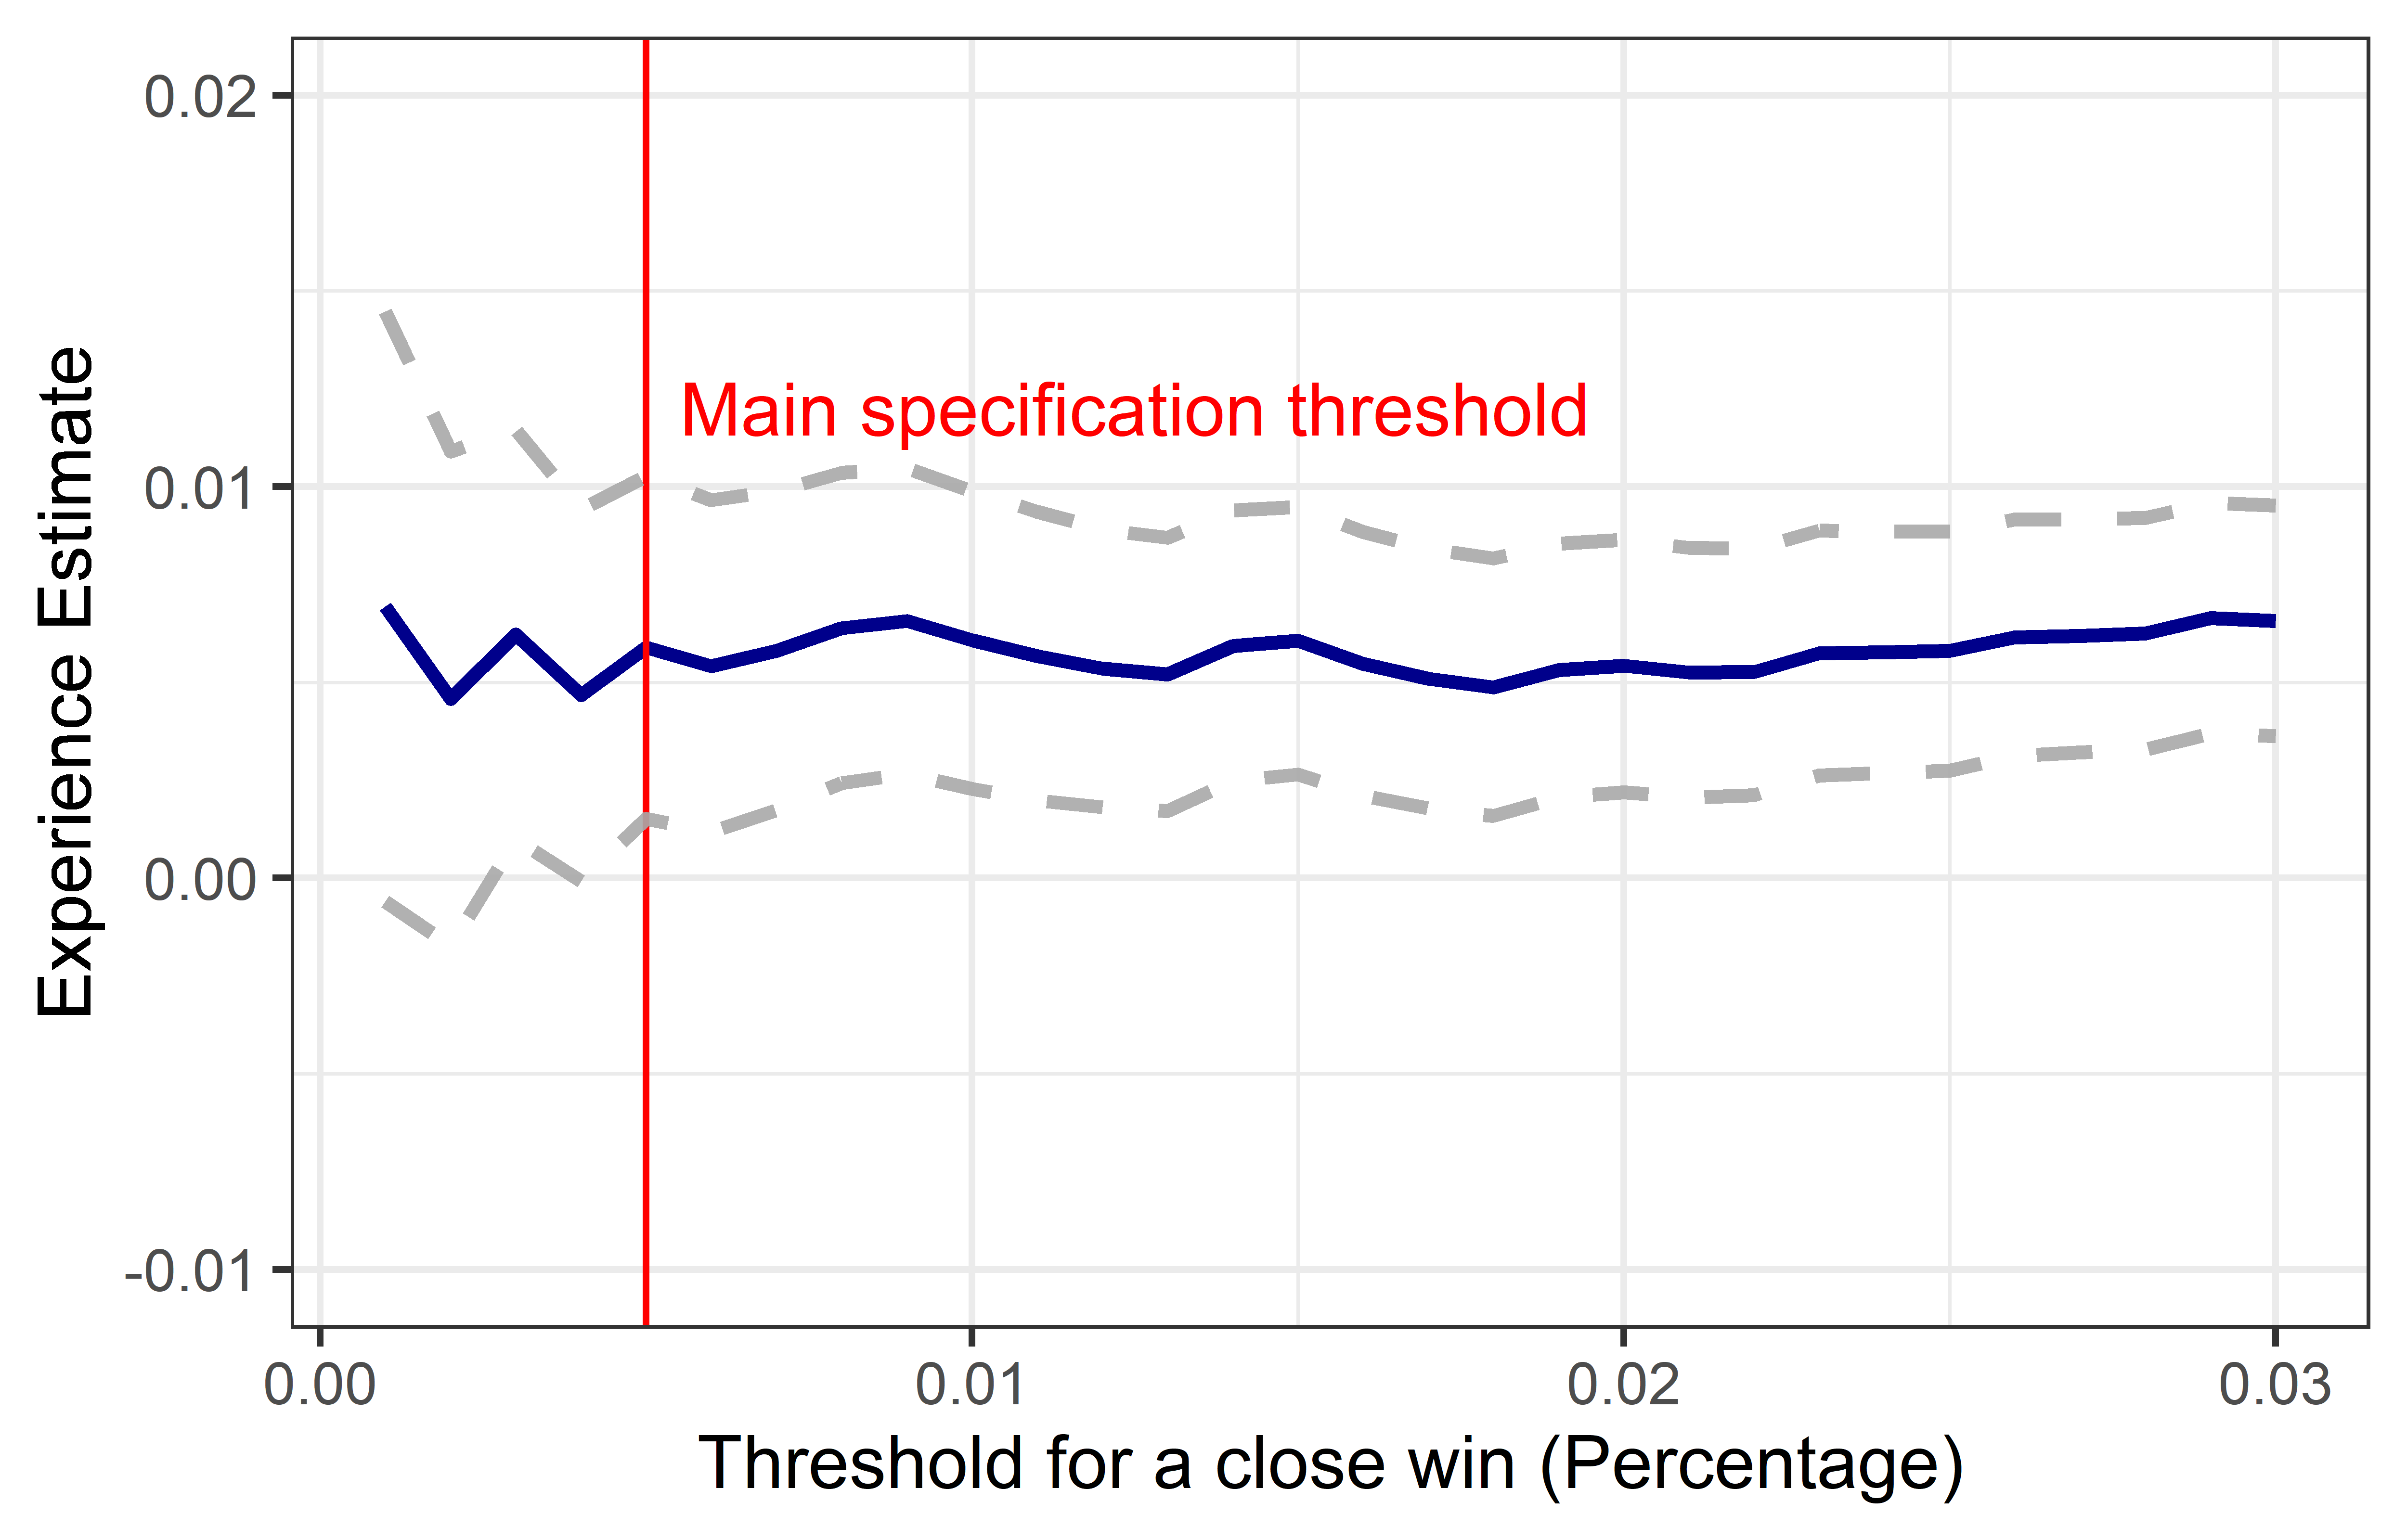 Experience Estimate
0.02
0.01
0.00
-0.01
Main specification threshold
0.00 0.01 0.02 0.03
Threshold for a close win (Percentage)